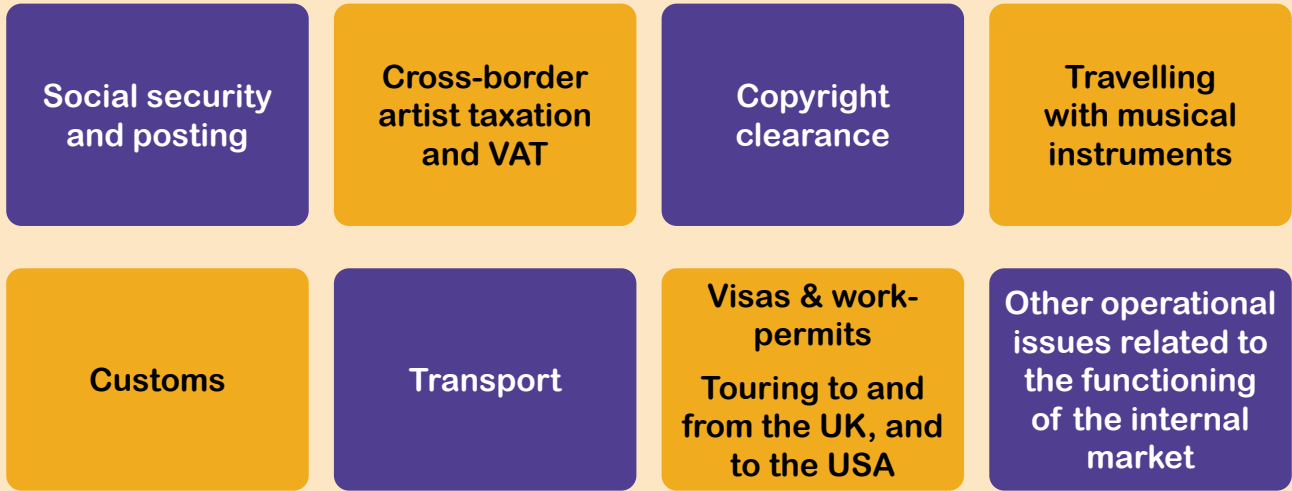 Social security
and posting
Cross-border
artist taxation
and VAT
Copyright
clearance
Travelling
with musical
instruments
Customs
Transport
Visas & work-
permits
Touring to and
from the UK, and
to the USA
Other operational
issues related to
the functioning
of the internal
market